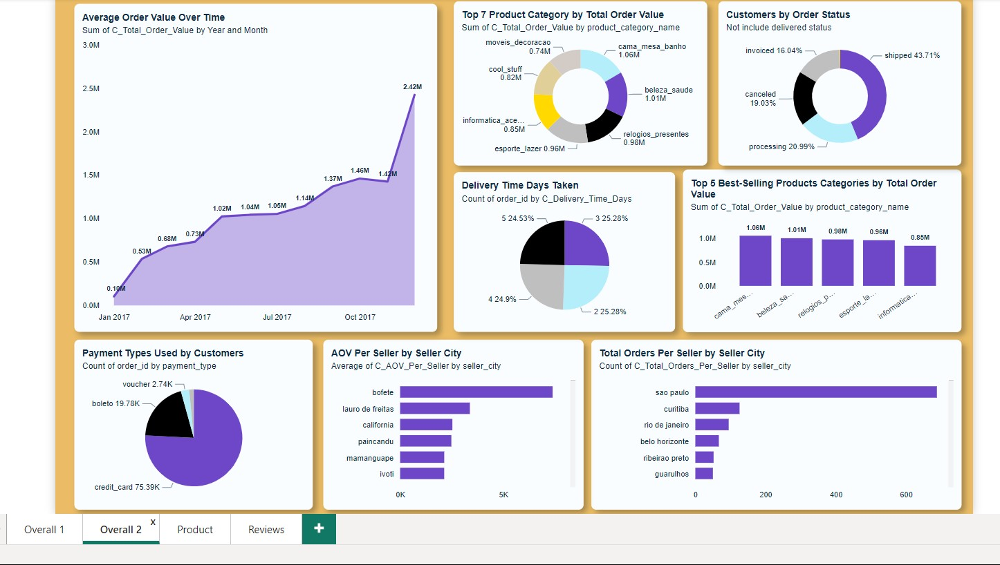 Average Order Value Over Time
Sum of C_Total_Order_Value by Year and Month
3.0M
2.5M
2.0M
1.5M
1.0M
0.5M
0.0M
0.10M
0.53M
0.68M
0.73M
1.02M
1.04M
1.05M
1.14M
1.37M
1.46M
1.42M
2.42M
Jan 2017
Apr 2017
Jul 2017
Oct 2017
Top 7 Product Category by Total Order Value
Sum of C_Total_Order_Value by product_category_name
moveis_decoracao
0.74M
cama_mesa_banho
1.06M
cool_stuff
0.82M
beleza_saude
1.01M
informatica_ace...
0.85M
relogios_presentes
0.98M
esporte_lazer 0.96M
Customers by Order Status
Not include delivered status
invoiced 16.04%
shipped 43.71%
canceled
19.03%
processing 20.99%
Delivery Time Days Taken
Count of order_id by C_Delivery_Time_Days
5 24.53%
3 25.28%
4 24.9%
2 25.28%
Top 5 Best-Selling Products Categories by Total Order
Value
Sum of C_Total_Order_Value by product_category_name
1.0M
0.5M
0.0M
1.06M
1.01M
0.98M
0.96M
0.85M
cama_mes...
beleza_sa...
relogios_p...
esporte_la...
informatica...
Payment Types Used by Customers
Count of order_id by payment_type
voucher 2.74K
boleto 19.78K
credit_card 75.39K
AOV Per Seller by Seller City
Average of C_AOV_Per_Seller by seller_city
bofete
lauro de freitas
california
paincandu
mamanguape
ivoti
0K
5K
Total Orders Per Seller by Seller City
Count of C_Total_Orders_Per_Seller by seller_city
sao paulo
curitiba
rio de janeiro
belo horizonte
ribeirao preto
guarulhos
0
200
400
600
Overall 1
Overall 2
X
Product
Reviews
+